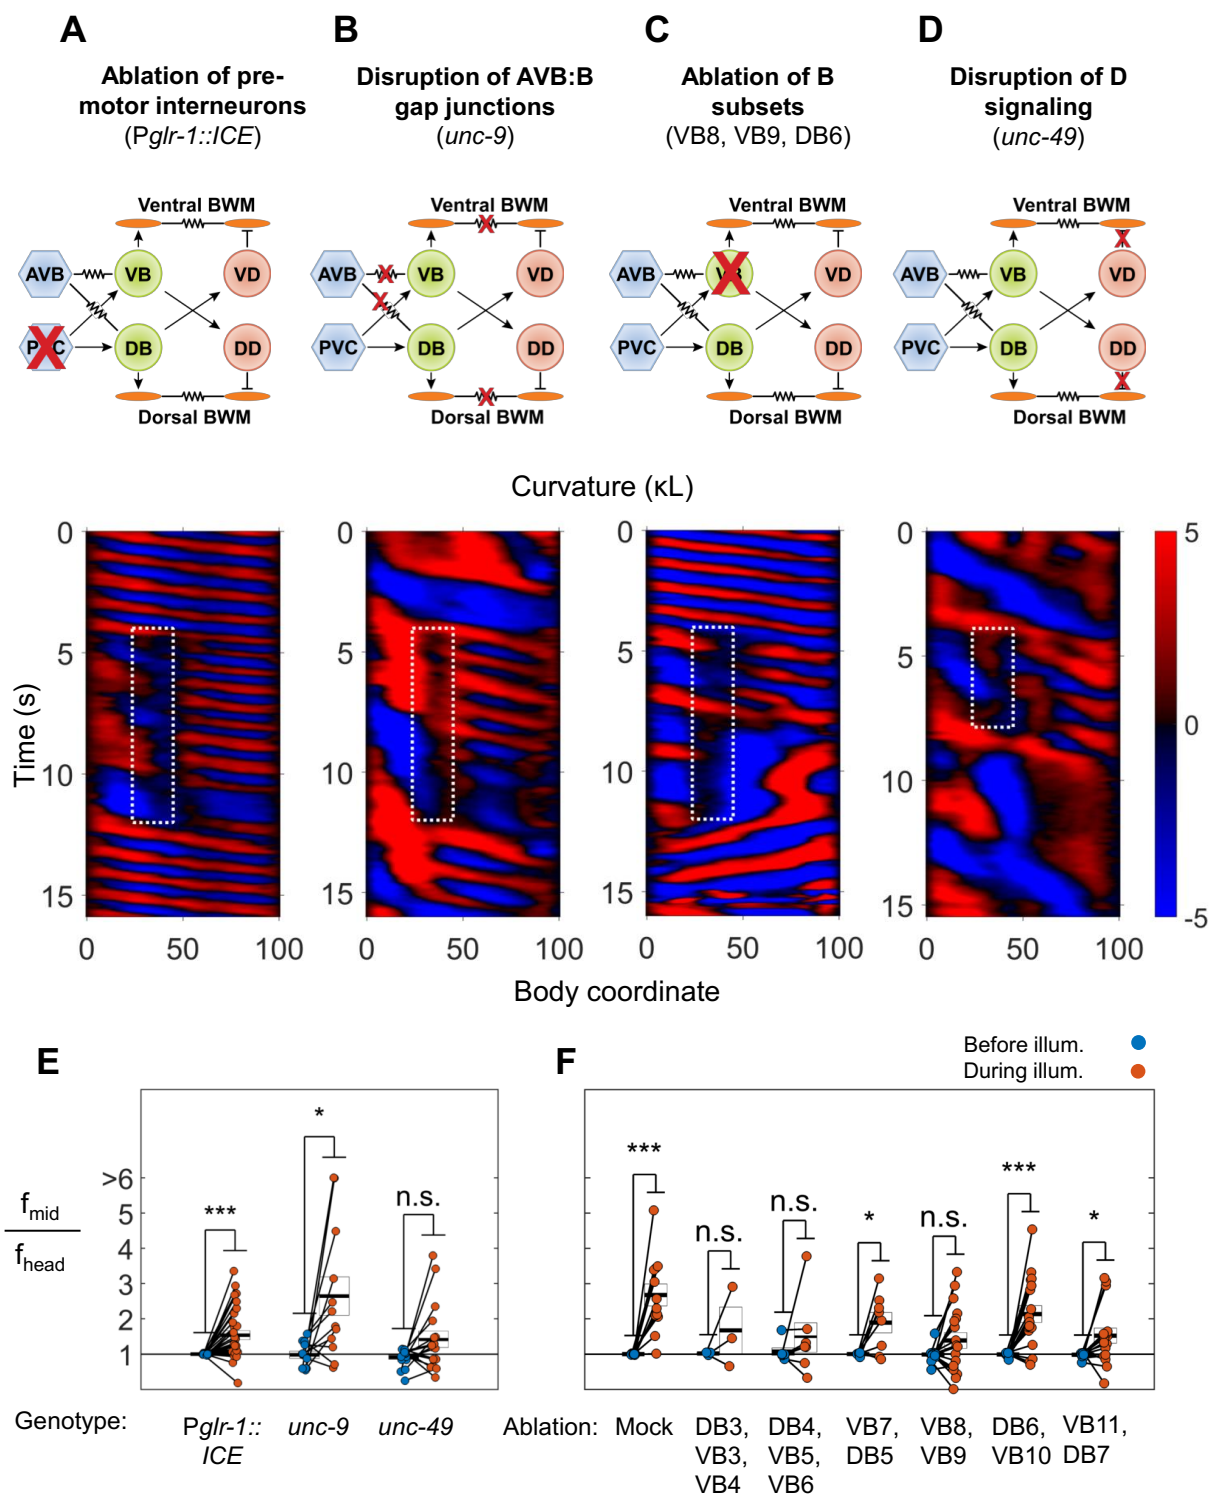 A
B
C
D
Ablation of pre-
motor interneurons
(Pglr-1::ICE)
Disruption of AVB:B
gap junctions
(unc-9)
Ablation of B
subsets
(VB8, VB9, DB6)
Disruption of D
signaling
(unc-49)
Ventral BWM
AVB
VB
VD
PVC
DB
DD
Dorsal BWM
Ventral BWM
AVB
VB
VD
PVC
DB
DD
Dorsal BWM
Ventral BWM
AVB
VB
VD
PVC
DB
DD
Dorsal BWM
Ventral BWM
AVB
VB
VD
PVC
DB
DD
Dorsal BWM
Curvature (κL)
Time (s)
0
5
10
15
0 50 100
0
5
10
15
0 50 100
0
5
10
15
0 50 100
0
5
10
15
0 50 100
5
0
-5
Body coordinate
E
F
Before illum.
During illum.
fmid
fhead
>6
5
4
3
2
1
***
*
n.s.
***
n.s.
n.s.
*
n.s.
***
*
Genotype:
Pglr-1::
ICE
unc-9
unc-49
Ablation:
Mock
DB3,
VB3,
VB4
DB4,
VB5,
VB6
VB7,
DB5
VB8,
VB9
DB6,
VB10
VB11,
DB7